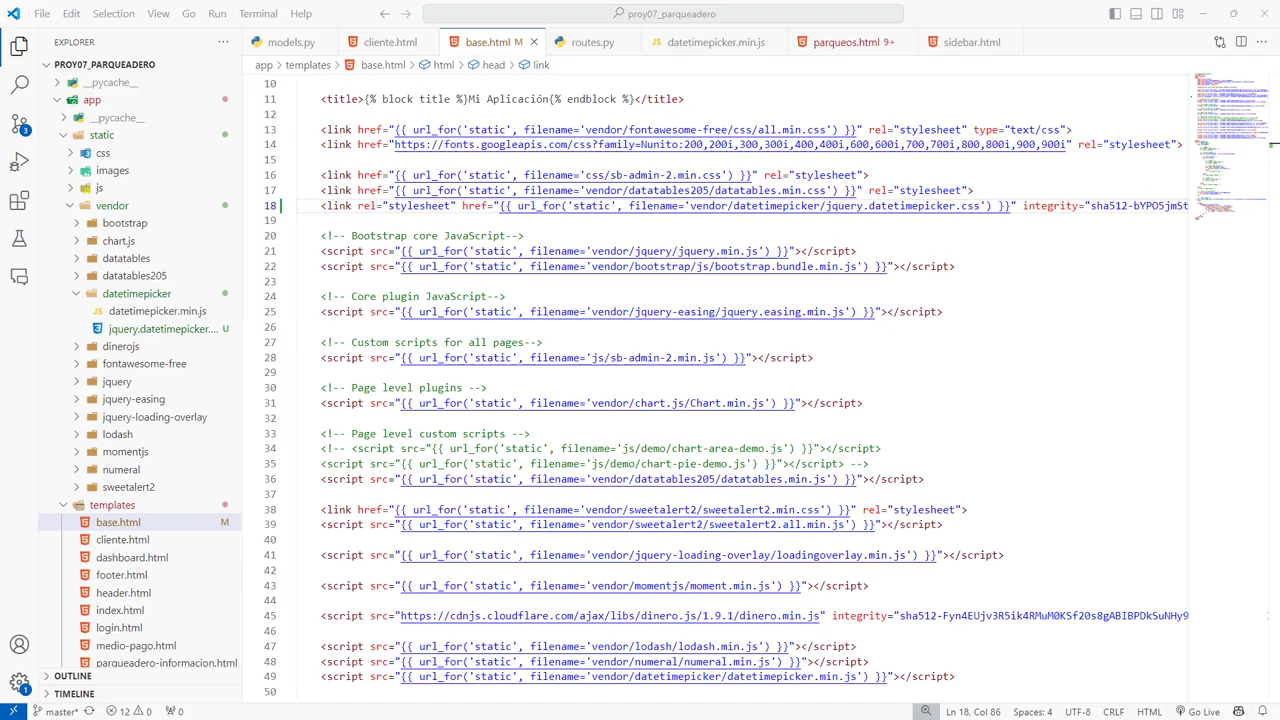 File Edit Selection View Go Run Terminal Help
proy07_parqueadero
EXPLORER
models.py
cliente.html
base.html M
routes.py
datetimepicker.min.js
parqueos.html 9+
sidebar.html
app > templates > base.html > html > head > link
PROY07_PARQUEADERO
__pycache__
app
__pycache__
static
css
images
js
vendor
bootstrap
chart.js
datatables
datatables205
datetimepicker
datetimepicker.min.js
jquery.datetimepicker.... U
dinerojs
fontawesome-free
jquery
jquery-easing
jquery-loading-overlay
lodash
momentjs
numeral
sweetalert2
templates
base.html M
cliente.html
dashboard.html
footer.html
header.html
index.html
login.html
medio-pago.html
parqueadero-informacion.html
OUTLINE
TIMELINE
3
1
10
11 <title>
endblock %}</title>
12
13 <link href="{{ url_for('static', filename='vendor/fontawesome-free/css/all.min.css') }}" rel="stylesheet" type="text/css">
14 <link href="https://fonts.googleapis.com/css?family=Nunito:200,200i,300,300i,400,400i,600,600i,700,700i,800,800i,900,900i" rel="stylesheet">
15
16 <link href="{{ url_for('static', filename='css/sb-admin-2.min.css') }}" rel="stylesheet">
17 <link href="{{ url_for('static', filename='vendor/datatables205/datatables.min.css') }}" rel="stylesheet">
18 <link rel="stylesheet" href="{{ url_for('static', filename='vendor/datetimepicker/jquery.datetimepicker.css') }}" integrity="sha512-bYPO5jmSt
19
20 <!-- Bootstrap core JavaScript-->
21 <script src="{{ url_for('static', filename='vendor/jquery/jquery.min.js') }}"></script>
22 <script src="{{ url_for('static', filename='vendor/bootstrap/js/bootstrap.bundle.min.js') }}"></script>
23
24 <!-- Core plugin JavaScript-->
25 <script src="{{ url_for('static', filename='vendor/jquery-easing/jquery.easing.min.js') }}"></script>
26
27 <!-- Custom scripts for all pages-->
28 <script src="{{ url_for('static', filename='js/sb-admin-2.min.js') }}"></script>
29
30 <!-- Page level plugins -->
31 <script src="{{ url_for('static', filename='vendor/chart.js/Chart.min.js') }}"></script>
32
33 <!-- Page level custom scripts -->
34 <!-- <script src="{{ url_for('static', filename='js/demo/chart-area-demo.js') }}"></script>
35 <script src="{{ url_for('static', filename='js/demo/chart-pie-demo.js') }}"></script> -->
36 <script src="{{ url_for('static', filename='vendor/datatables205/datatables.min.js') }}"></script>
37
38 <link href="{{ url_for('static', filename='vendor/sweetalert2/sweetalert2.min.css') }}" rel="stylesheet">
39 <script src="{{ url_for('static', filename='vendor/sweetalert2/sweetalert2.all.min.js') }}"></script>
40
41 <script src="{{ url_for('static', filename='vendor/jquery-loading-overlay/loadingoverlay.min.js') }}"></script>
42
43 <script src="{{ url_for('static', filename='vendor/momentjs/moment.min.js') }}"></script>
44
45 <script src="https://cdnjs.cloudflare.com/ajax/libs/dinero.js/1.9.1/dinero.min.js" integrity="sha512-Fyn4EUjv3R5ik4RMuM0KSf20s8gABIBPDkSuNHy9
46
47 <script src="{{ url_for('static', filename='vendor/lodash/lodash.min.js') }}"></script>
48 <script src="{{ url_for('static', filename='vendor/numeral/numeral.min.js') }}"></script>
49 <script src="{{ url_for('static', filename='vendor/datetimepicker/datetimepicker.min.js') }}"></script>
50
master* 12 0 0
Ln 18, Col 86 Spaces: 4 UTF-8 CRLF HTML Go Live